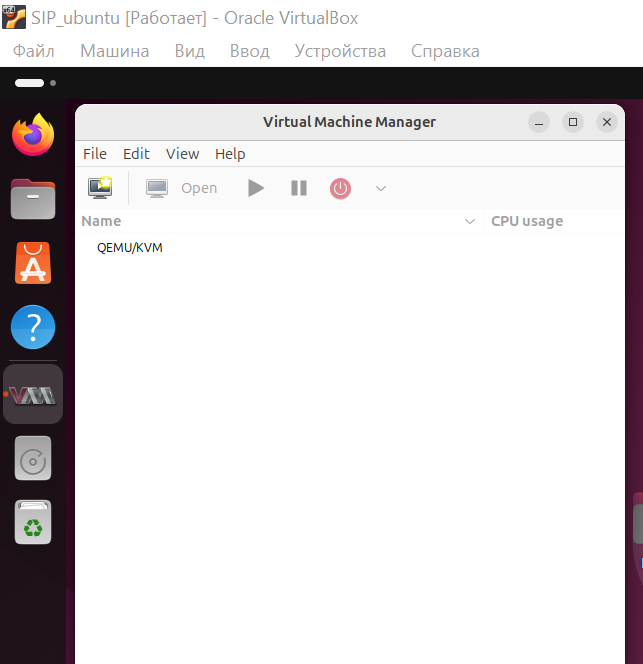 SIP_ubuntu [Работает] - Oracle VirtualBox
Файл Машина Вид Ввод Устройства Справка
Virtual Machine Manager
File Edit View Help
Open
Name CPU usage
QEMU/KVM